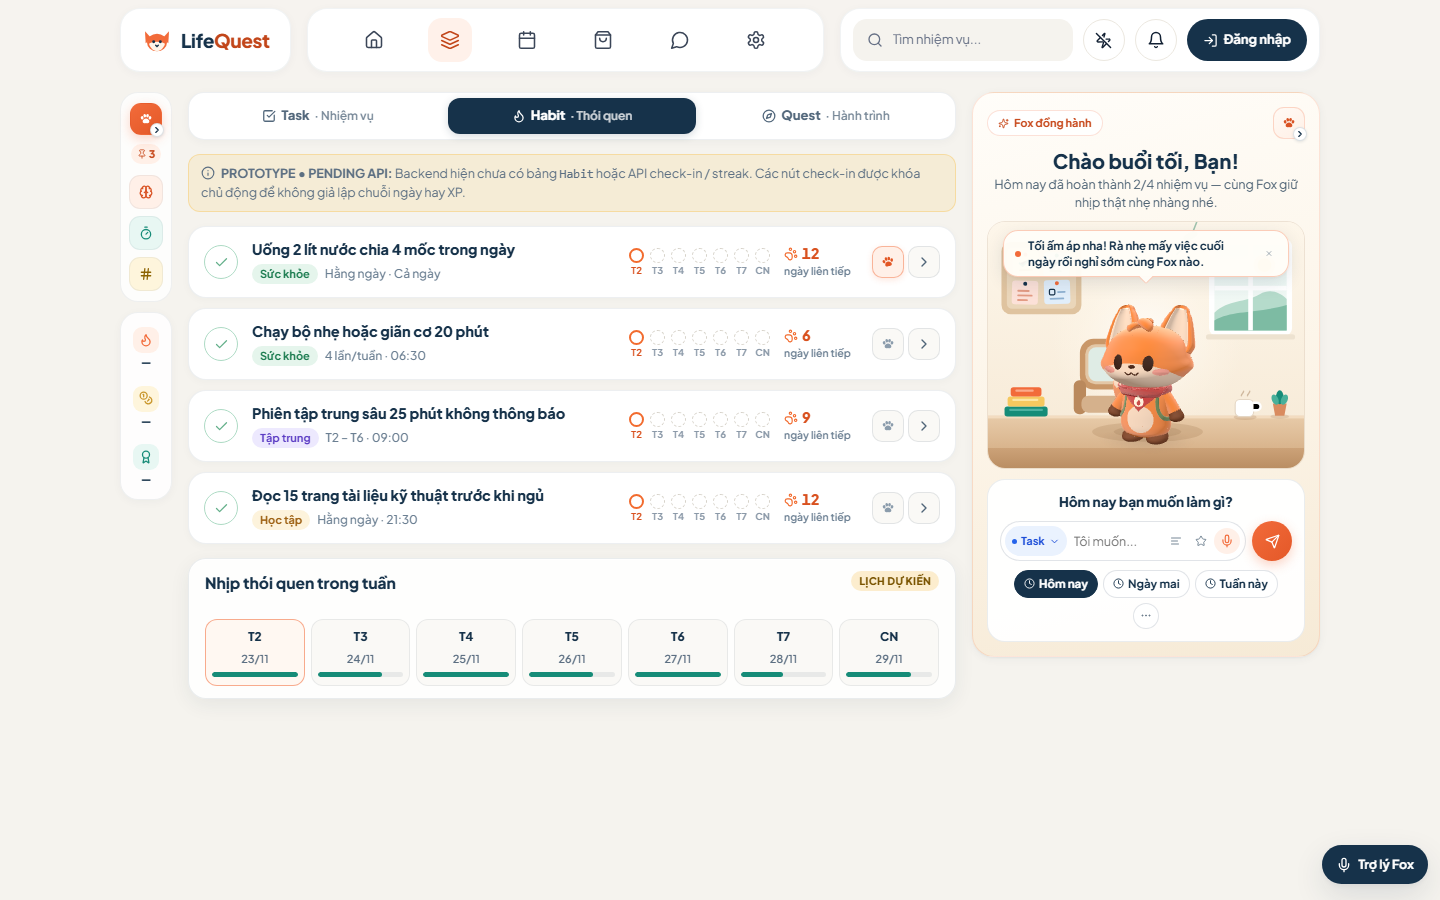 LifeQuest
Tìm nhiệm vụ...
Đăng nhập
3
–
–
–
Task · Nhiệm vụ
Habit · Thói quen
Quest · Hành trình
PROTOTYPE • PENDING API: Backend hiện chưa có bảng Habit hoặc API check-in / streak. Các nút check-in được khóa
chủ động để không giả lập chuỗi ngày hay XP.
Uống 2 lít nước chia 4 mốc trong ngày
Sức khỏe Hằng ngày · Cả ngày
T2 T3 T4 T5 T6 T7 CN
12
ngày liên tiếp
Chạy bộ nhẹ hoặc giãn cơ 20 phút
Sức khỏe 4 lần/tuần · 06:30
T2 T3 T4 T5 T6 T7 CN
6
ngày liên tiếp
Phiên tập trung sâu 25 phút không thông báo
Tập trung T2 – T6 · 09:00
T2 T3 T4 T5 T6 T7 CN
9
ngày liên tiếp
Đọc 15 trang tài liệu kỹ thuật trước khi ngủ
Học tập Hằng ngày · 21:30
T2 T3 T4 T5 T6 T7 CN
12
ngày liên tiếp
Nhịp thói quen trong tuần
LỊCH DỰ KIẾN
T2 T3 T4 T5 T6 T7 CN
23/11 24/11 25/11 26/11 27/11 28/11 29/11
Fox đồng hành
Chào buổi tối, Bạn!
Hôm nay đã hoàn thành 2/4 nhiệm vụ — cùng Fox giữ
nhịp thật nhẹ nhàng nhé.
Tối ấm áp nha! Rà nhẹ mấy việc cuối
ngày rồi nghỉ sớm cùng Fox nào.
×
Hôm nay bạn muốn làm gì?
Task
Tôi muốn...
Hôm nay
Ngày mai
Tuần này
...
Trợ lý Fox